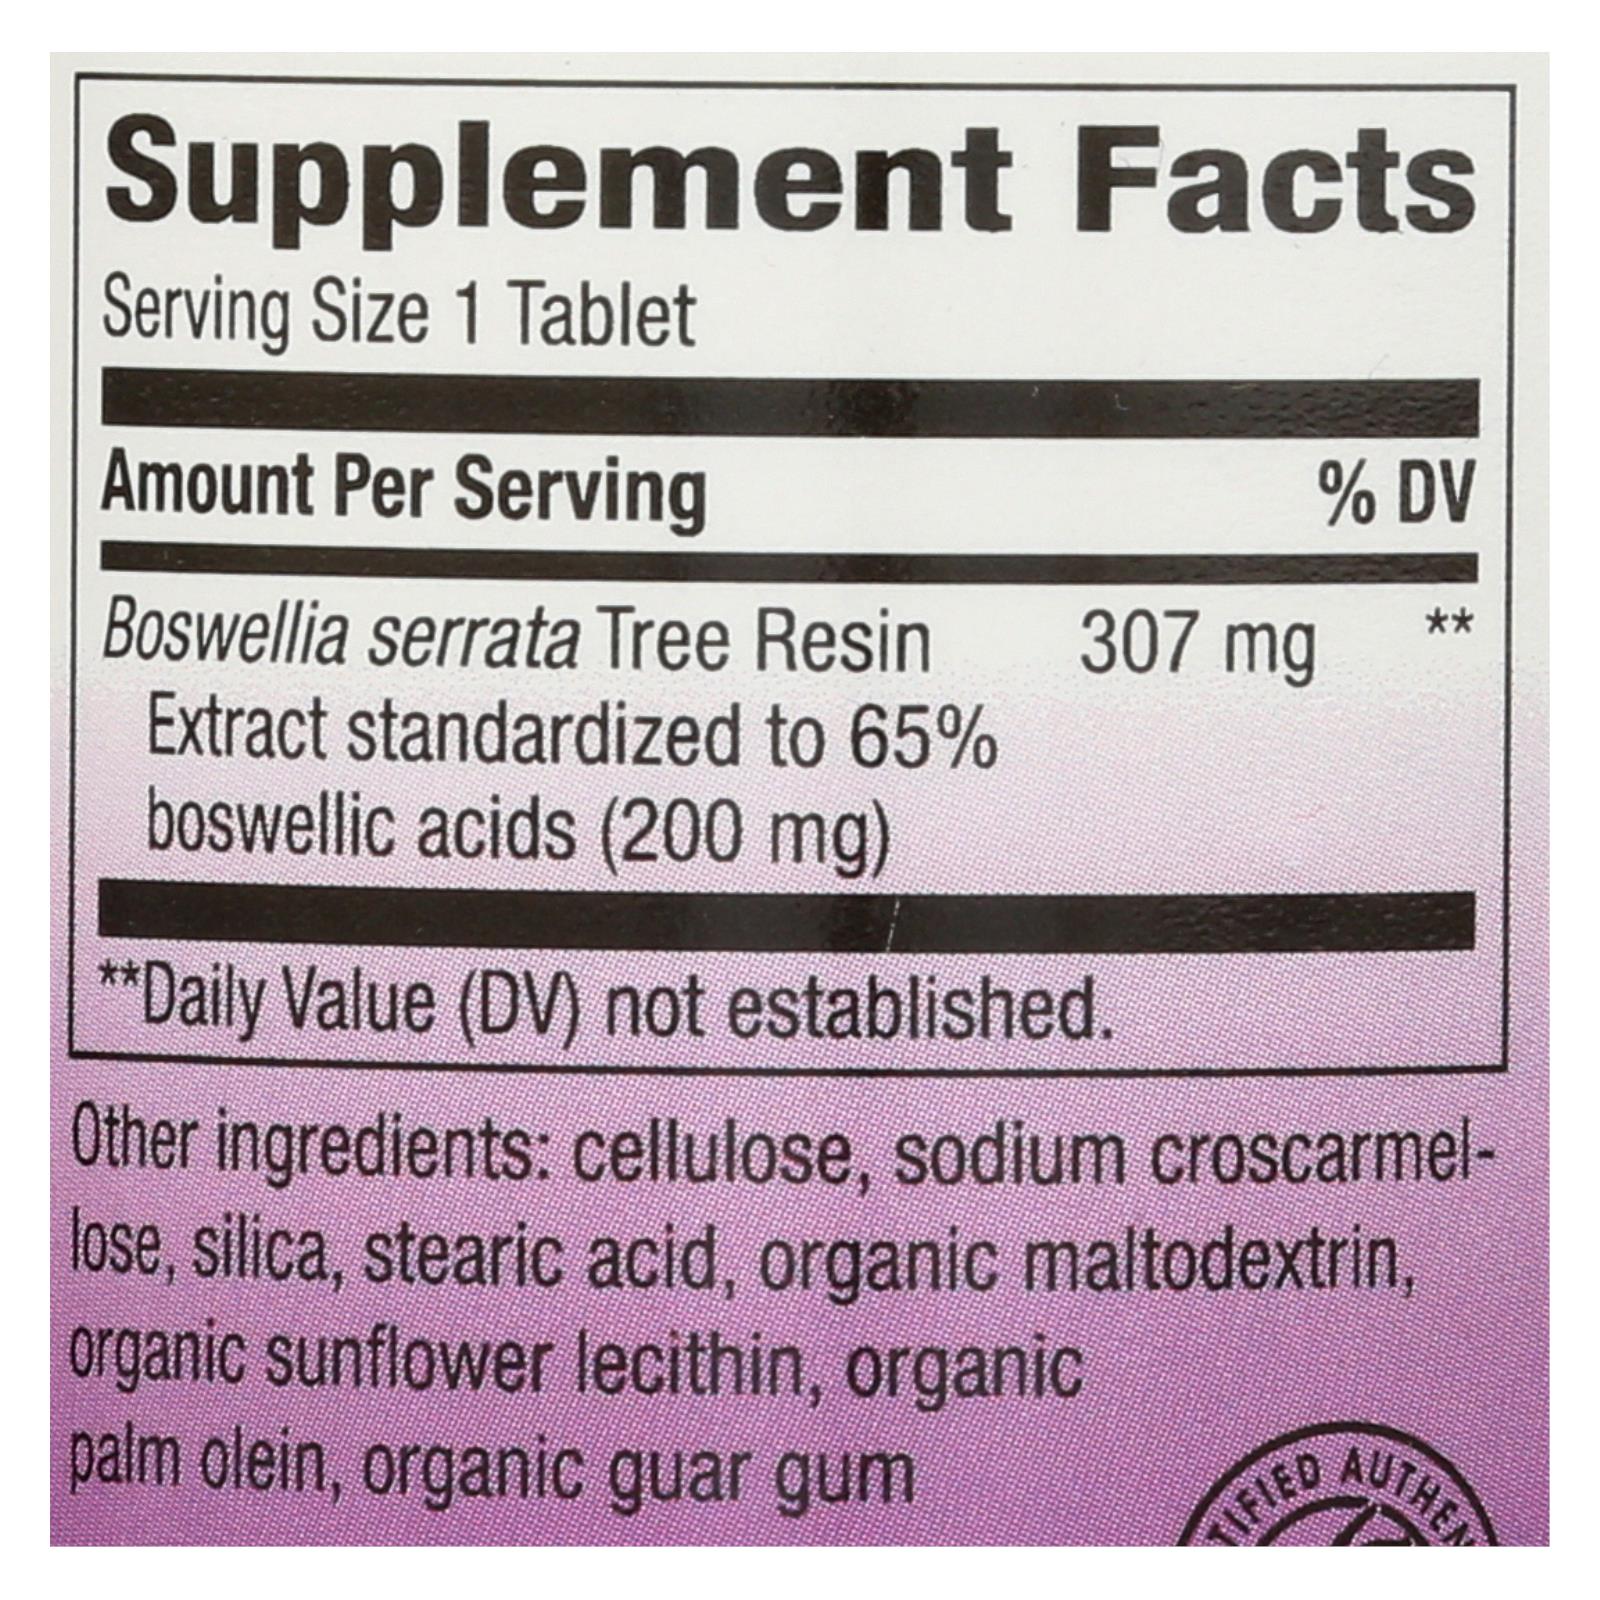 Supplement Facts
Serving Size 1 Tablet
Amount Per Serving % DV
Boswellia serrata Tree Resin 307 mg **
Extract standardized to 65%
boswellic acids (200 mg)
**Daily Value (DV) not established.
Other ingredients: cellulose, sodium croscarmel-
lose, silica, stearic acid, organic maltodextrin,
organic sunflower lecithin, organic
palm olein, organic guar gum
TIFIED AUTHEN